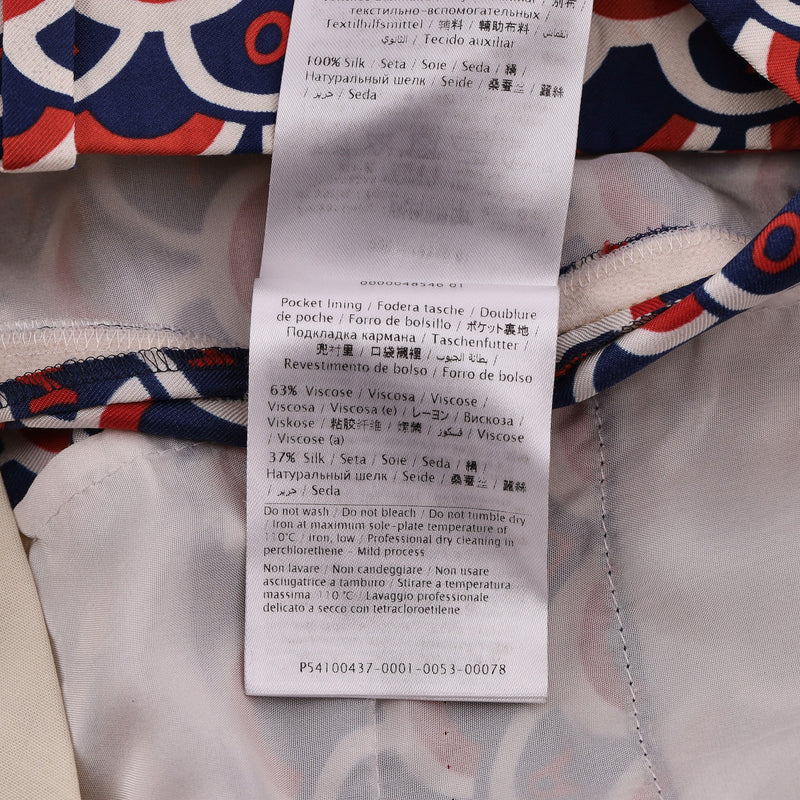 текстильно-вспомогательных /
Textilhilfsmittel / 辅料 / 輔助布料 /
/ Tecido auxiliar
100% Silk / Seta / Soie / Seda / 絹 /
Натуральный шелк / Seide / 桑蚕丝 / 蠶絲
/ حرير / Seda
0000048546 01
Pocket lining / Fodera tasche / Doublure
de poche / Forro de bolsillo / ポケット裏地 /
Подкладка кармана / Taschenfutter /
兜衬里 / 口袋襯裡 / بطانة الجيوب /
Revestimento de bolso / Forro de bolso
63% Viscose / Viscosa / Viscose /
Viscosa / Viscosa (e) / レーヨン / Вискоза /
Viskose / 粘胶纤维 / 嫘縈 / فسكوز / Viscose
/ Viscose (a)
37% Silk / Seta / Soie / Seda / 絹 /
Натуральный шелк / Seide / 桑蚕丝 / 蠶絲
/ حرير / Seda
Do not wash / Do not bleach / Do not tumble dry
/ Iron at maximum sole-plate temperature of
110°C / iron, low / Professional dry cleaning in
perchlorethene - Mild process
Non lavare / Non candeggiare / Non usare
asciugatrice a tamburo / Stirare a temperatura
massima 110 °C / Lavaggio professionale
delicato a secco con tetracloroetilene
P54100437-0001-0053-00078